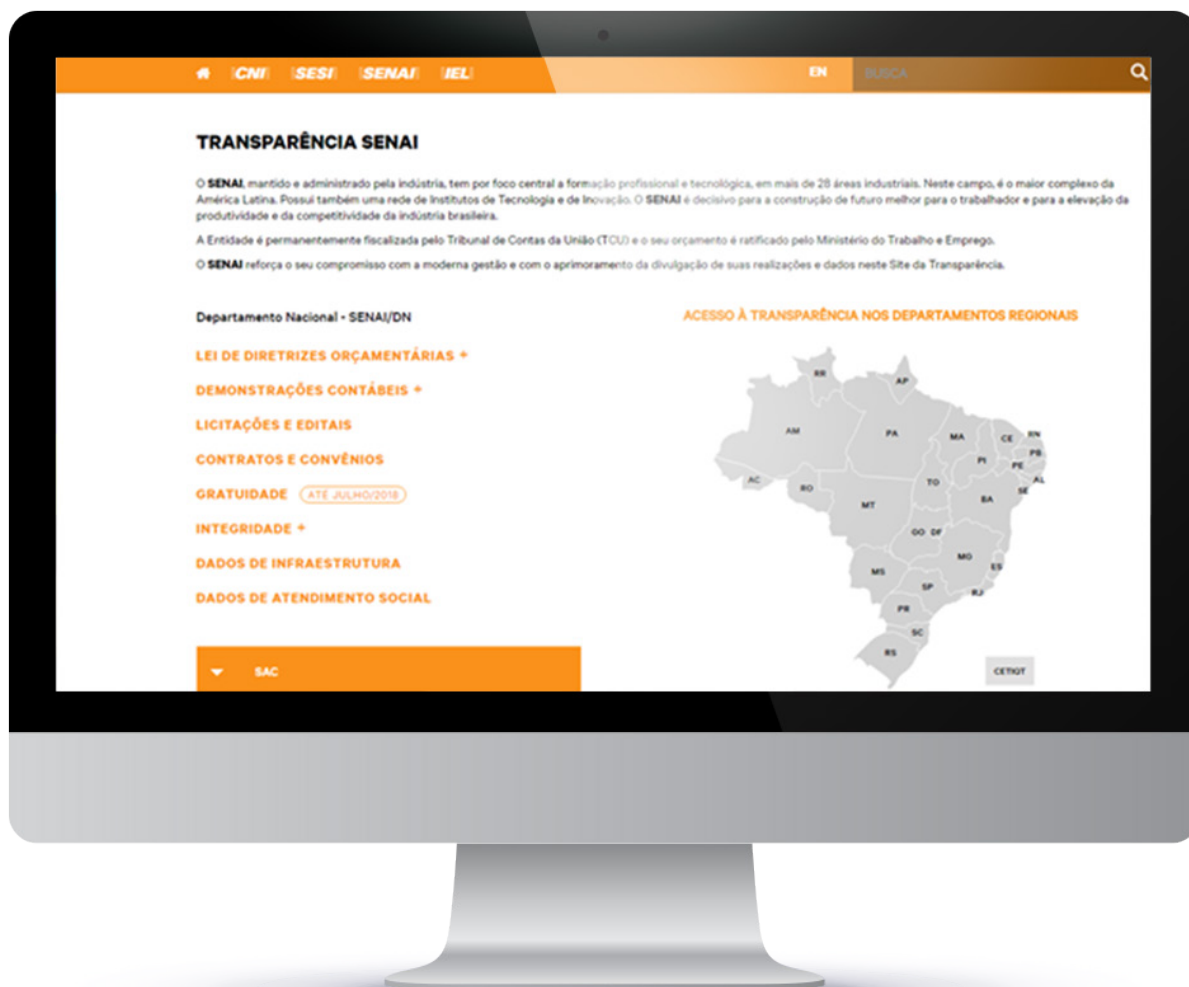 CNI SESI SENAI IEL EN BUSCA
TRANSPARÊNCIA SENAI
O SENAI, mantido e administrado pela indústria, tem por foco central a formação profissional e tecnológica, em mais de 28 áreas industriais. Neste campo, é o maior complexo da
América Latina. Possui também uma rede de Institutos de Tecnologia e de Inovação. O SENAI é decisivo para a construção de futuro melhor para o trabalhador e para a elevação da
produtividade e da competitividade da indústria brasileira.
A Entidade é permanentemente fiscalizada pelo Tribunal de Contas da União (TCU) e o seu orçamento é ratificado pelo Ministério do Trabalho e Emprego.
O SENAI reforça o seu compromisso com a moderna gestão e com o aprimoramento da divulgação de suas realizações e dados neste Site da Transparência.
Departamento Nacional - SENAI/DN
LEI DE DIRETRIZES ORÇAMENTÁRIAS +
DEMONSTRAÇÕES CONTÁBEIS +
LICITAÇÕES E EDITAIS
CONTRATOS E CONVÊNIOS
GRATUIDADE ATÉ JULHO/2018
INTEGRIDADE +
DADOS DE INFRAESTRUTURA
DADOS DE ATENDIMENTO SOCIAL
SAC
ACESSO À TRANSPARÊNCIA NOS DEPARTAMENTOS REGIONAIS
RR
AP
AM
PA
MA
CE
RN
PB
PI
PE
AL
AC
RO
TO
SE
BA
MT
GO
DF
MG
ES
MS
SP
RJ
PR
SC
RS
CETIQT